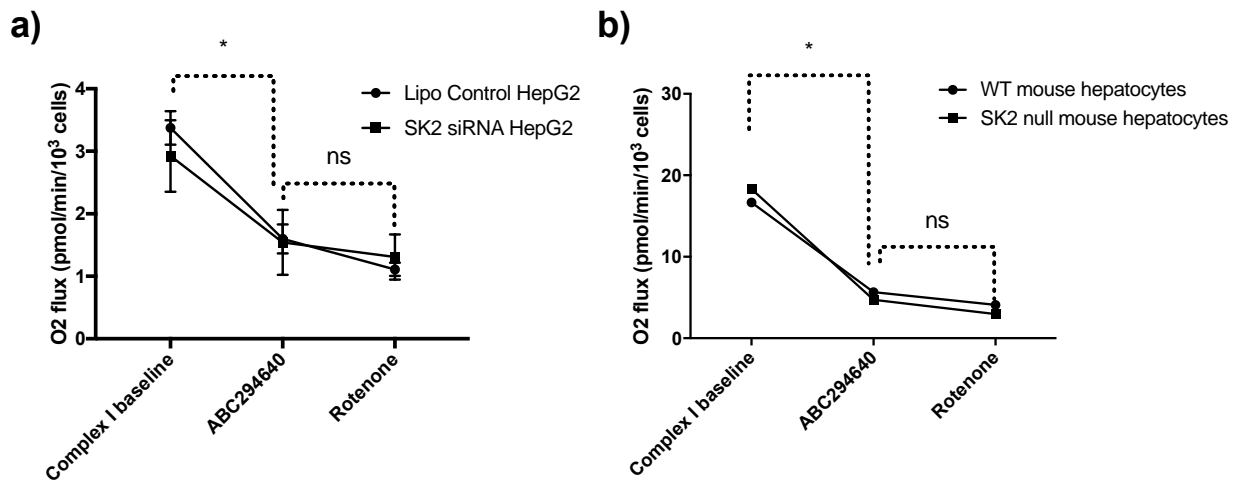 a)
*
4
3
2
1
0
O2 flux (pmol/min/10³ cells)
Lipo Control HepG2
SK2 siRNA HepG2
ns
Complex I baseline
ABC294640
Rotenone
b)
*
30
20
10
0
O2 flux (pmol/min/10³ cells)
WT mouse hepatocytes
SK2 null mouse hepatocytes
ns
Complex I baseline
ABC294640
Rotenone